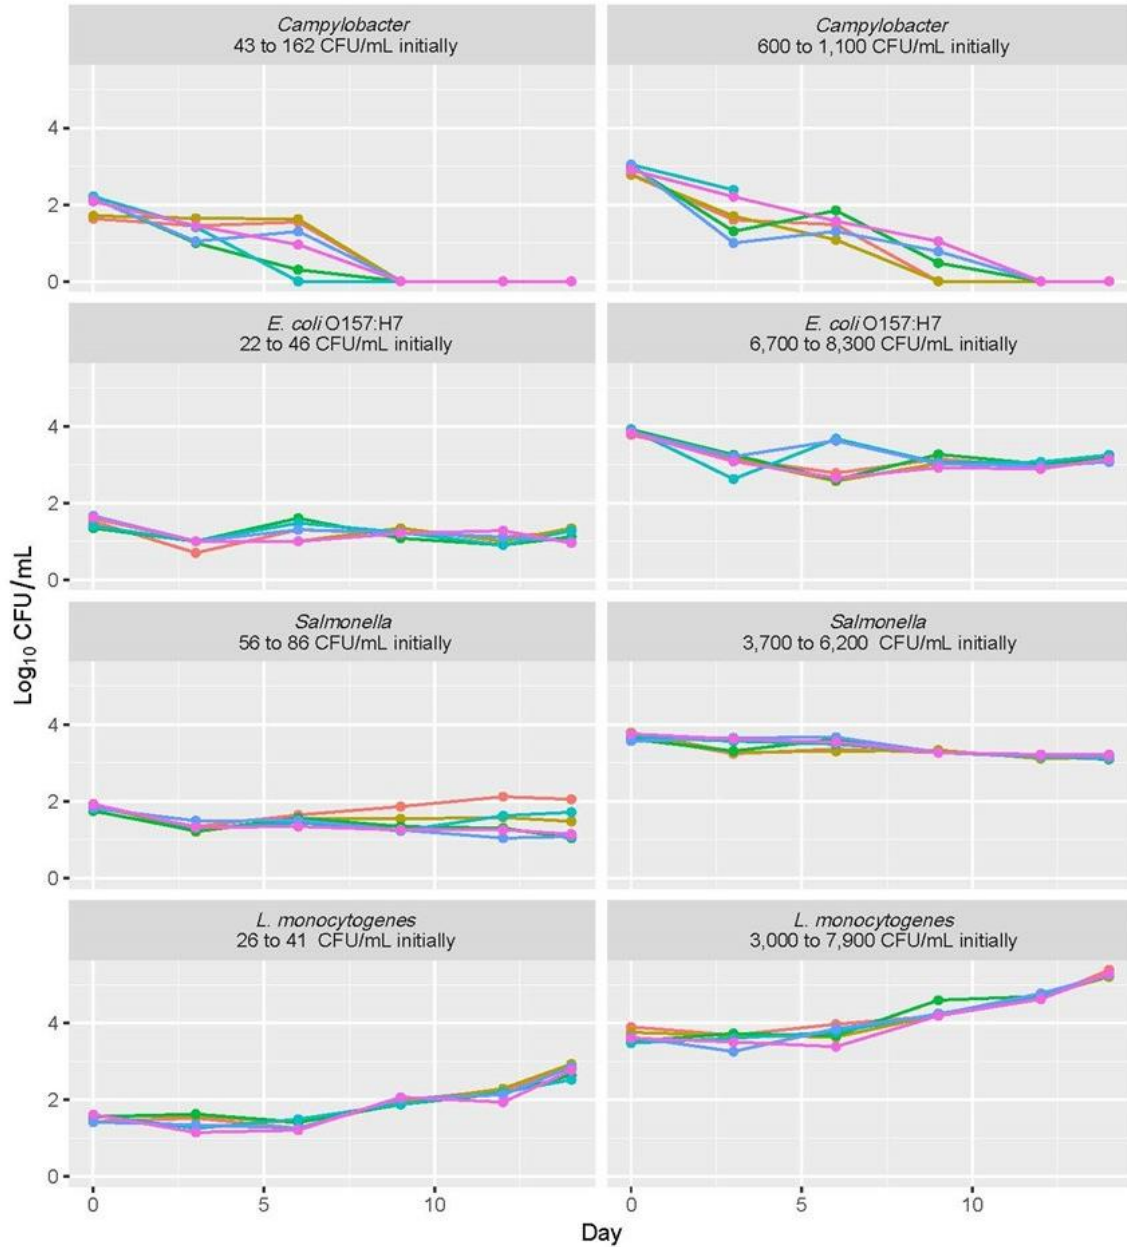 Campylobacter
43 to 162 CFU/mL initially
Campylobacter
600 to 1,100 CFU/mL initially
4
2
0
E. coli O157:H7
22 to 46 CFU/mL initially
E. coli O157:H7
6,700 to 8,300 CFU/mL initially
4
2
0
Salmonella
56 to 86 CFU/mL initially
Salmonella
3,700 to 6,200 CFU/mL initially
4
2
0
L. monocytogenes
26 to 41 CFU/mL initially
L. monocytogenes
3,000 to 7,900 CFU/mL initially
4
2
0
Log₁₀ CFU/mL
0 5 10 0 5 10
Day